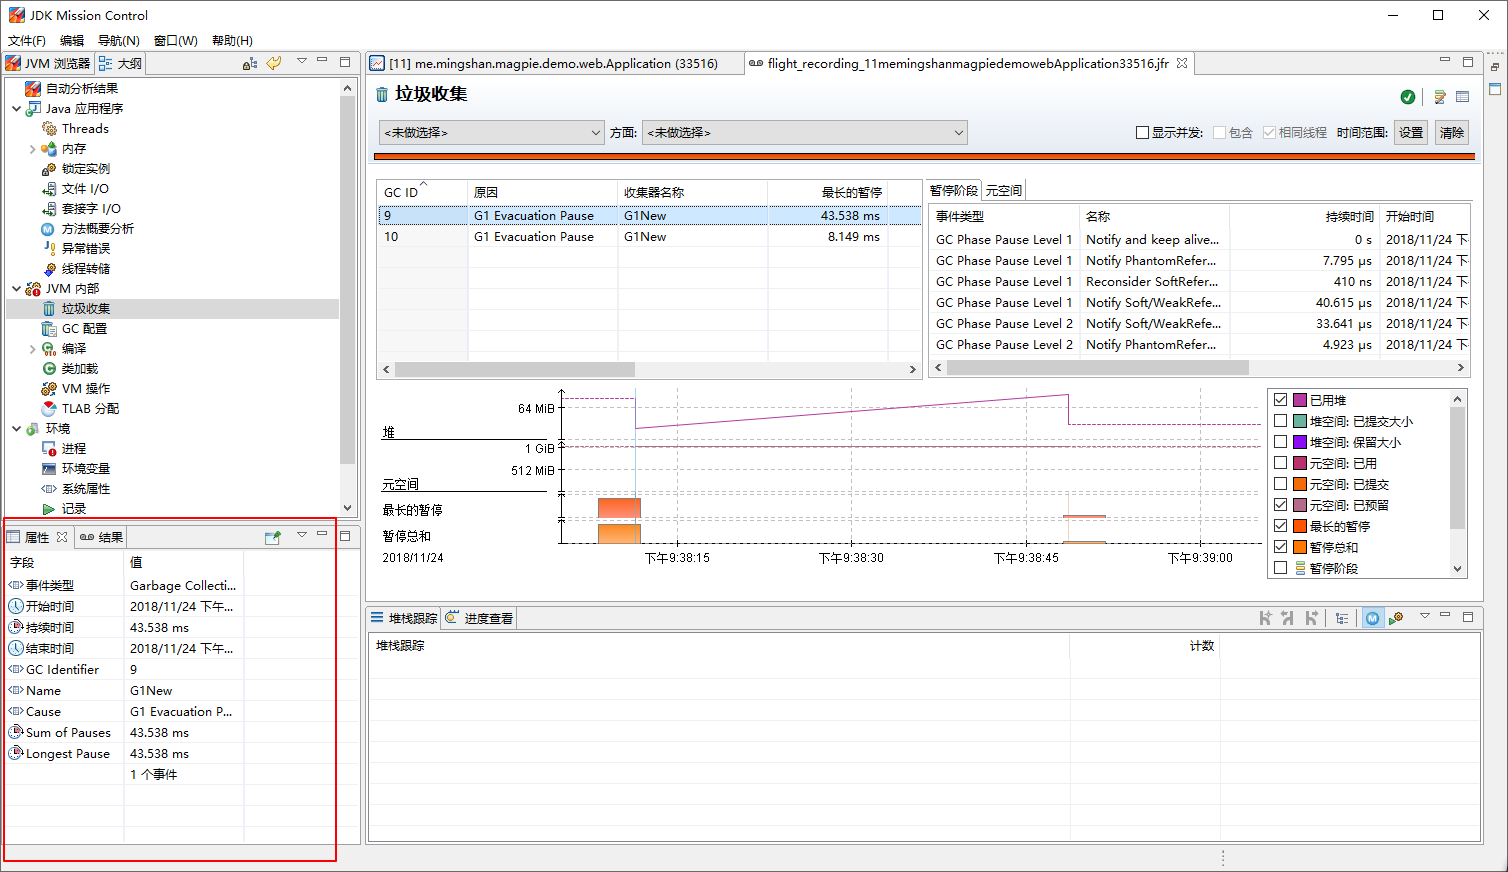 JDK Mission Control
文件(F) 编辑 导航(N) 窗口(W) 帮助(H)
JVM 浏览器 大纲
自动分析结果
Java 应用程序
Threads
内存
锁定实例
文件 I/O
套接字 I/O
方法概要分析
异常错误
线程转储
JVM 内部
垃圾收集
GC 配置
编译
类加载
VM 操作
TLAB 分配
环境
进程
环境变量
系统属性
记录
属性 结果
字段 值
事件类型 Garbage Collecti...
开始时间 2018/11/24 下午...
持续时间 43.538 ms
结束时间 2018/11/24 下午...
GC Identifier 9
Name G1New
Cause G1 Evacuation P...
Sum of Pauses 43.538 ms
Longest Pause 43.538 ms
1 个事件
[11] me.mingshan.magpie.demo.web.Application (33516) flight_recording_11memingshanmagpiedemowebApplication33516.jfr
垃圾收集
<未做选择> 方面: <未做选择> 显示并发: 包含 相同线程 时间范围: 设置 清除
GC ID 原因 收集器名称 最长的暂停
9 G1 Evacuation Pause G1New 43.538 ms
10 G1 Evacuation Pause G1New 8.149 ms
暂停阶段 元空间
事件类型 名称 持续时间 开始时间
GC Phase Pause Level 1 Notify and keep alive... 0 s 2018/11/24 下
GC Phase Pause Level 1 Notify PhantomRefer... 7.795 µs 2018/11/24 下
GC Phase Pause Level 1 Reconsider SoftRefer... 410 ns 2018/11/24 下
GC Phase Pause Level 1 Notify Soft/WeakRefe... 40.615 µs 2018/11/24 下
GC Phase Pause Level 2 Notify Soft/WeakRefe... 33.641 µs 2018/11/24 下
GC Phase Pause Level 2 Notify PhantomRefer... 4.923 µs 2018/11/24 下
64 MiB
堆
1 GiB
512 MiB
元空间
最长的暂停
暂停总和
2018/11/24 下午9:38:15 下午9:38:30 下午9:38:45 下午9:39:00
已用堆
堆空间: 已提交大小
堆空间: 保留大小
元空间: 已用
元空间: 已提交
元空间: 已预留
最长的暂停
暂停总和
暂停阶段
堆栈跟踪 进度查看
堆栈跟踪 计数